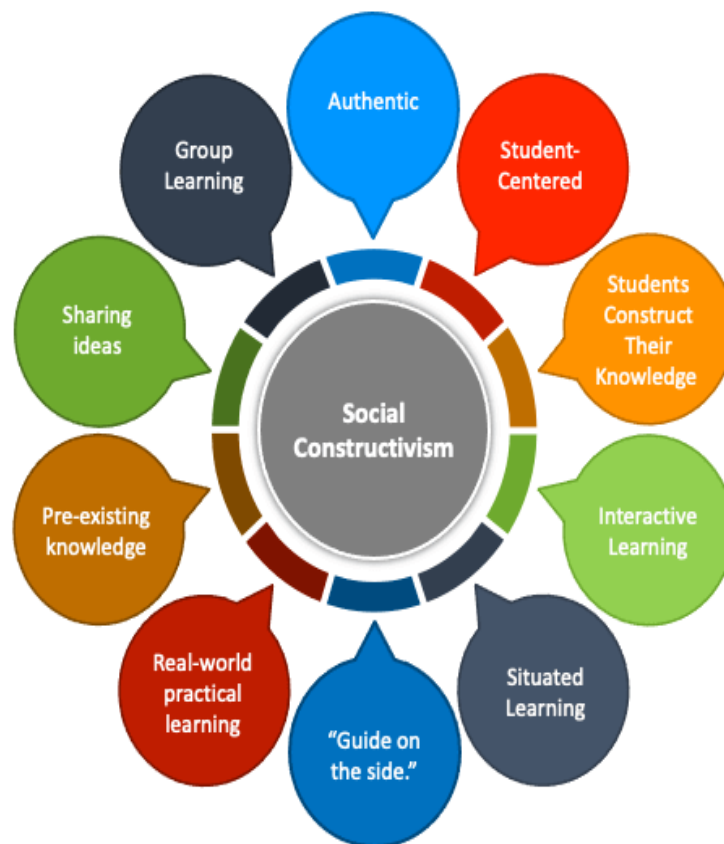 Authentic
Student-
Centered
Students
Construct
Their
Knowledge
Interactive
Learning
Situated
Learning
“Guide on
the side.”
Real-world
practical
learning
Pre-existing
knowledge
Sharing
ideas
Group
Learning
Social
Constructivism